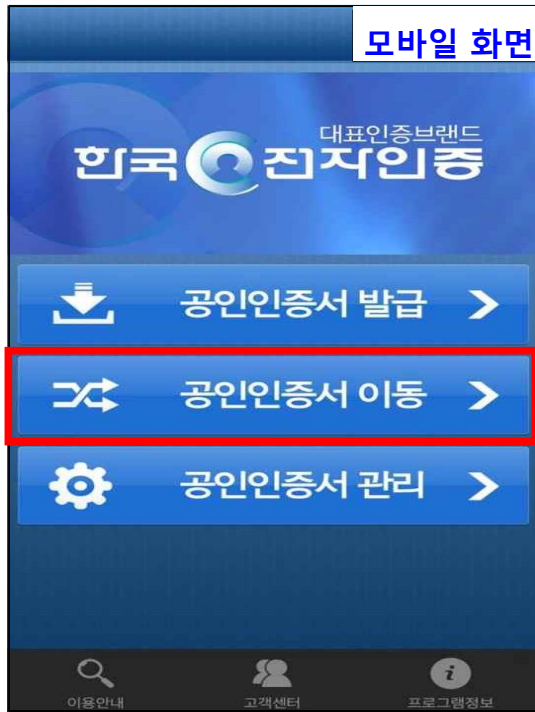 모바일 화면
대표인증브랜드
한국전자인증
공인인증서 발급
공인인증서 이동
공인인증서 관리
이용안내
고객센터
프로그램정보